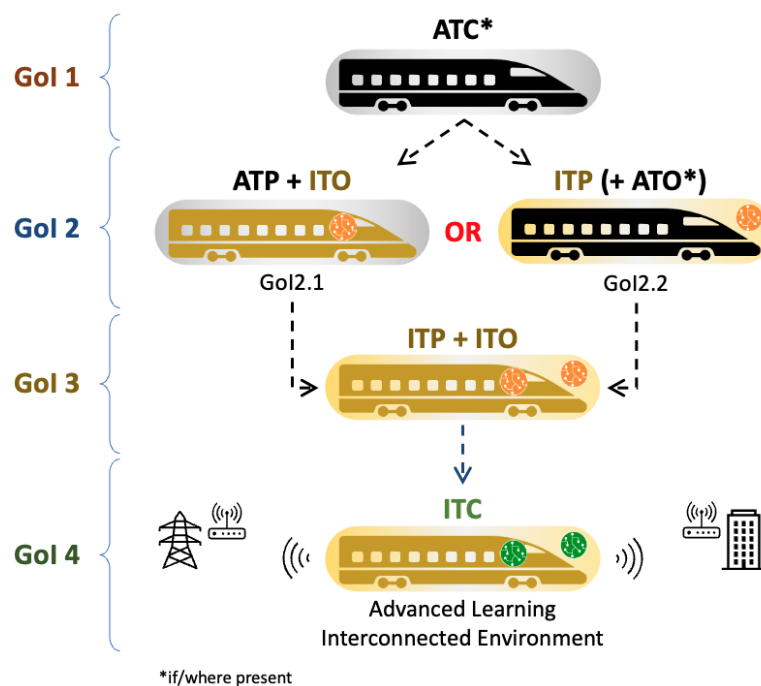 ATC*
GoI 1
ATP + ITO
ITP (+ ATO*)
GoI 2
OR
GoI2.1
GoI2.2
ITP + ITO
GoI 3
ITC
GoI 4
Advanced Learning
Interconnected Environment
*if/where present